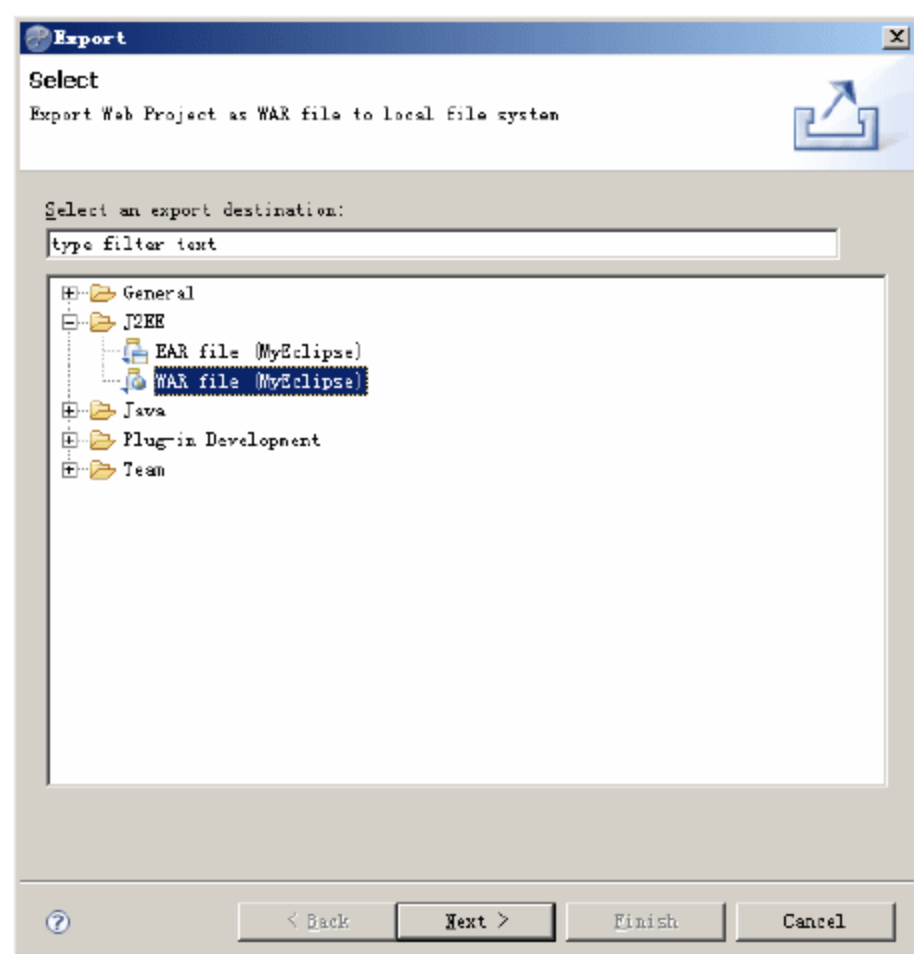 Export
Select
Export Web Project as WAR file to local file system
Select an export destination:
type filter text
General
J2EE
EAR file (MyEclipse)
WAR file (MyEclipse)
Java
Plug-in Development
Team
< Back
Next >
Finish
Cancel